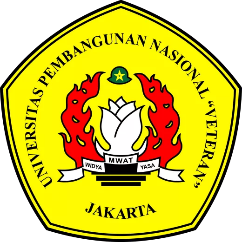 UNIVERSITAS PEMBANGUNAN NASIONAL "VETERAN"
WIDYA MWAT YASA
JAKARTA